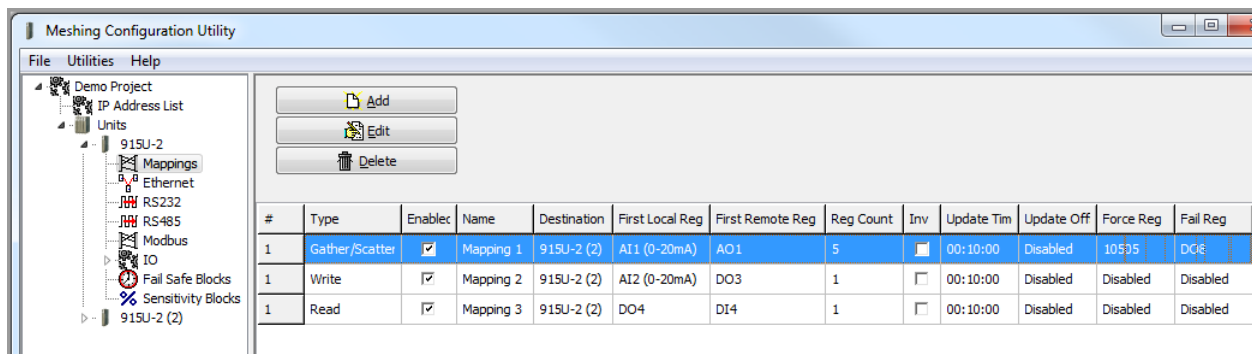 Meshing Configuration Utility
File Utilities Help
Demo Project
IP Address List
Units
915U-2
Mappings
Ethernet
RS232
RS485
Modbus
IO
Fail Safe Blocks
Sensitivity Blocks
915U-2 (2)
Add
Edit
Delete
# Type Enablec Name Destination First Local Reg First Remote Reg Reg Count Inv Update Tim Update Off Force Reg Fail Reg
1 Gather/Scatter Mapping 1 915U-2 (2) AI1 (0-20mA) AO1 5 00:10:00 Disabled 10505 DO8
1 Write Mapping 2 915U-2 (2) AI2 (0-20mA) DO3 1 00:10:00 Disabled Disabled Disabled
1 Read Mapping 3 915U-2 (2) DO4 DI4 1 00:10:00 Disabled Disabled Disabled